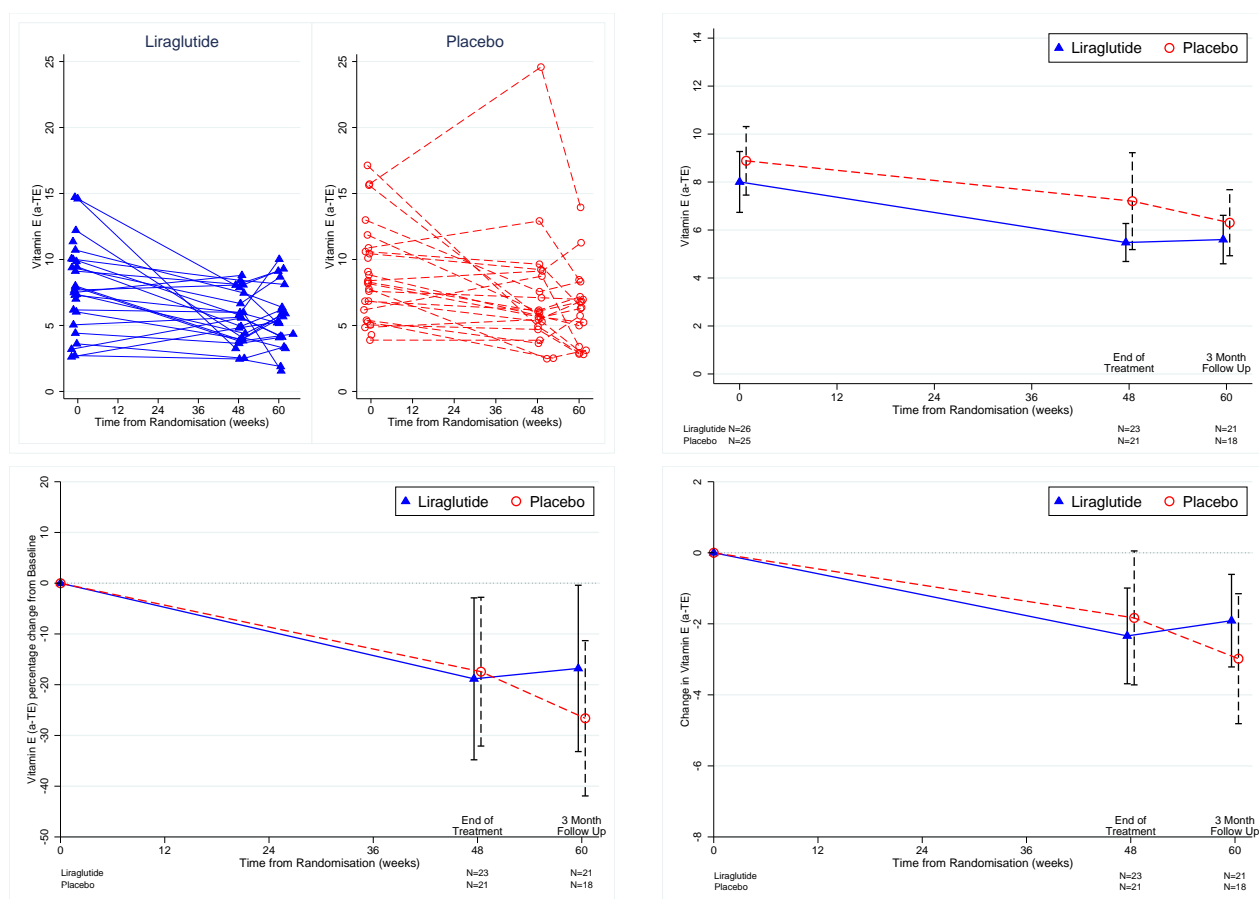 Liraglutide
Placebo
Vitamin E (a-TE)
25
20
15
10
5
0
0 12 24 36 48 60
Time from Randomisation (weeks)
Vitamin E (a-TE)
25
20
15
10
5
0
0 12 24 36 48 60
Time from Randomisation (weeks)
Liraglutide Placebo
Vitamin E (a-TE)
14
12
10
8
6
4
2
0
End of
Treatment
3 Month
Follow Up
0 12 24 36 48 60
Time from Randomisation (weeks)
Liraglutide N=26 N=23 N=21
Placebo N=25 N=21 N=18
Liraglutide Placebo
Vitamin E (a-TE) percentage change from Baseline
20
10
0
-10
-20
-30
-40
-50
End of
Treatment
3 Month
Follow Up
0 12 24 36 48 60
Time from Randomisation (weeks)
Liraglutide N=23 N=21
Placebo N=21 N=18
Liraglutide Placebo
Change in Vitamin E (a-TE)
2
0
-2
-4
-6
-8
End of
Treatment
3 Month
Follow Up
0 12 24 36 48 60
Time from Randomisation (weeks)
Liraglutide N=23 N=21
Placebo N=21 N=18